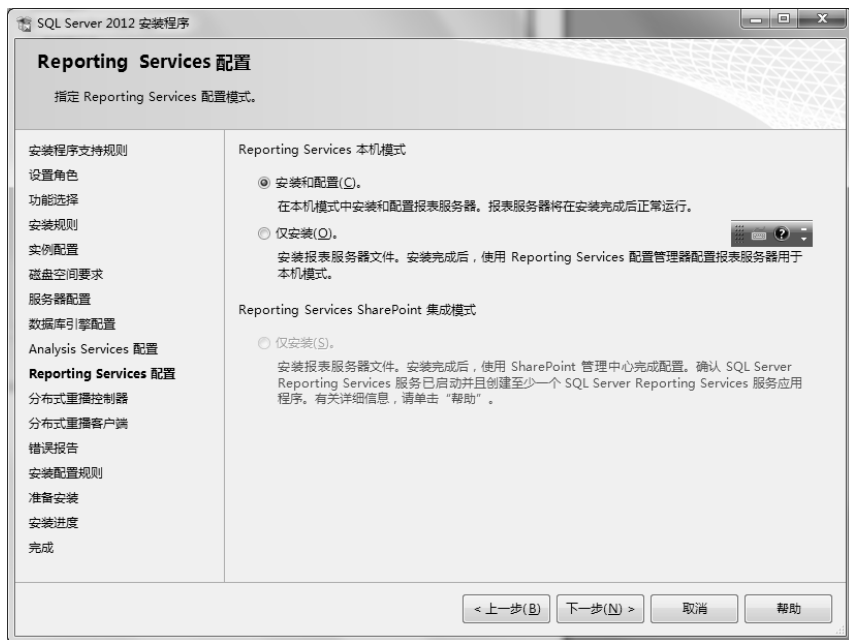 SQL Server 2012 安装程序
Reporting Services 配置
指定 Reporting Services 配置模式。
安装程序支持规则
设置角色
功能选择
安装规则
实例配置
磁盘空间要求
服务器配置
数据库引擎配置
Analysis Services 配置
Reporting Services 配置
分布式重播控制器
分布式重播客户端
错误报告
安装配置规则
准备安装
安装进度
完成
Reporting Services 本机模式
安装和配置(C)。
在本机模式中安装和配置报表服务器。报表服务器将在安装完成后正常运行。
仅安装(O)。
安装报表服务器文件。安装完成后，使用 Reporting Services 配置管理器配置报表服务器用于
本机模式。
Reporting Services SharePoint 集成模式
仅安装(S)。
安装报表服务器文件。安装完成后，使用 SharePoint 管理中心完成配置。确认 SQL Server
Reporting Services 服务已启动并且创建至少一个 SQL Server Reporting Services 服务应用
程序。有关详细信息，请单击“帮助”。
< 上一步(B)
下一步(N) >
取消
帮助